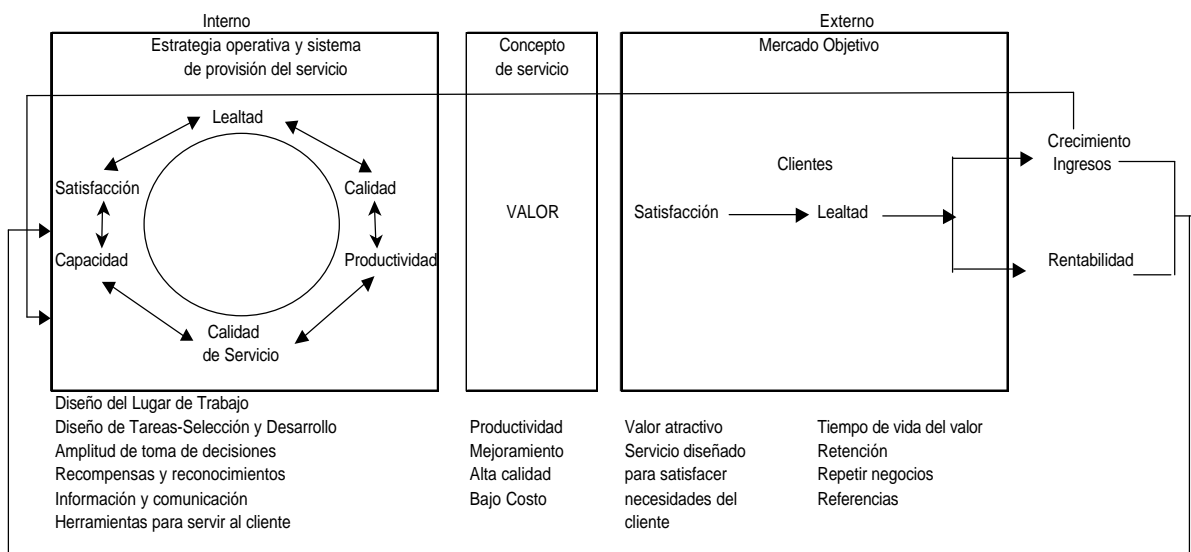 Interno
Externo
Estrategia operativa y sistema
de provisión del servicio
Concepto
de servicio
Mercado Objetivo
Lealtad
Satisfacción
Calidad
Capacidad
Productividad
Calidad
de Servicio
VALOR
Clientes
Satisfacción
Lealtad
Crecimiento
Ingresos
Rentabilidad
Diseño del Lugar de Trabajo
Diseño de Tareas-Selección y Desarrollo
Amplitud de toma de decisiones
Recompensas y reconocimientos
Información y comunicación
Herramientas para servir al cliente
Productividad
Mejoramiento
Alta calidad
Bajo Costo
Valor atractivo
Servicio diseñado
para satisfacer
necesidades del
cliente
Tiempo de vida del valor
Retención
Repetir negocios
Referencias